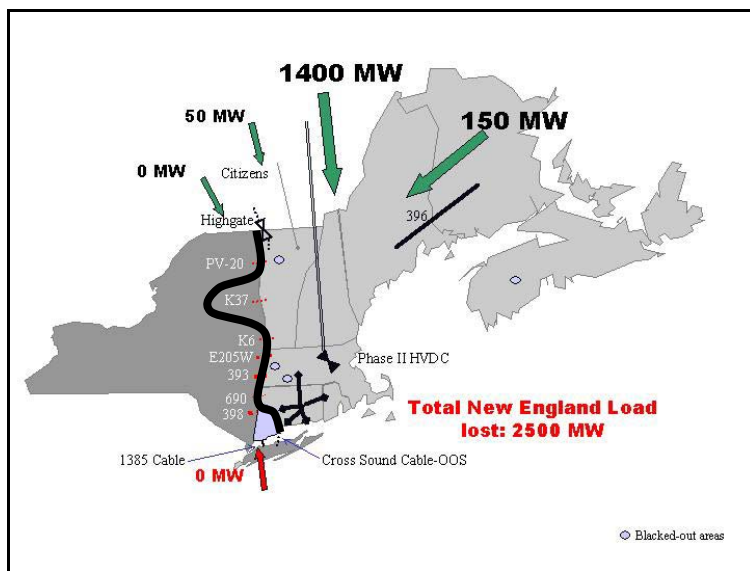 1400 MW
50 MW
150 MW
0 MW
Citizens
Highgate
396
PV-20
K37
K6
E205W
Phase II HVDC
393
690
398
Total New England Load
lost: 2500 MW
1385 Cable
Cross Sound Cable-OOS
0 MW
Blacked-out areas